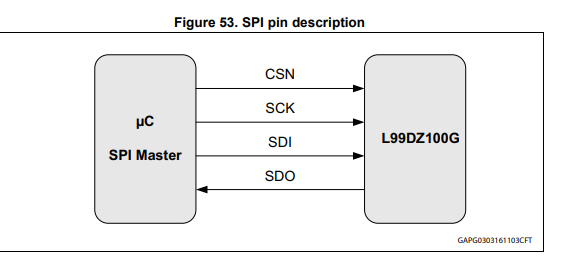 Figure 53. SPI pin description
CSN
SCK
µC
L99DZ100G
SDI
SPI Master
SDO
GAPG0303161103CFT